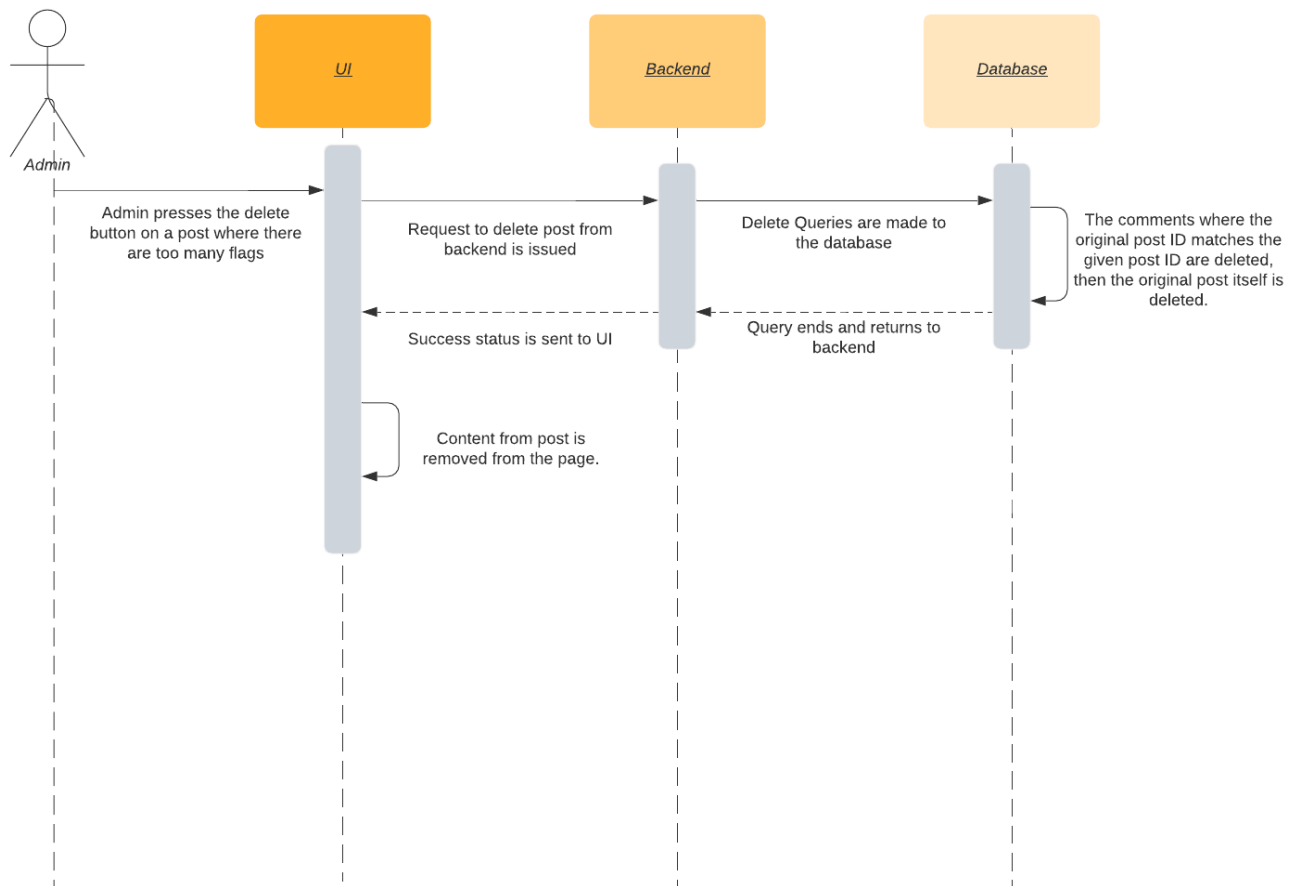 UI
Backend
Database
Admin
Admin presses the delete
button on a post where there
are too many flags
Request to delete post from
backend is issued
Delete Queries are made to
the database
The comments where the
original post ID matches the
given post ID are deleted,
then the original post itself is
deleted.
Success status is sent to UI
Query ends and returns to
backend
Content from post is
removed from the page.